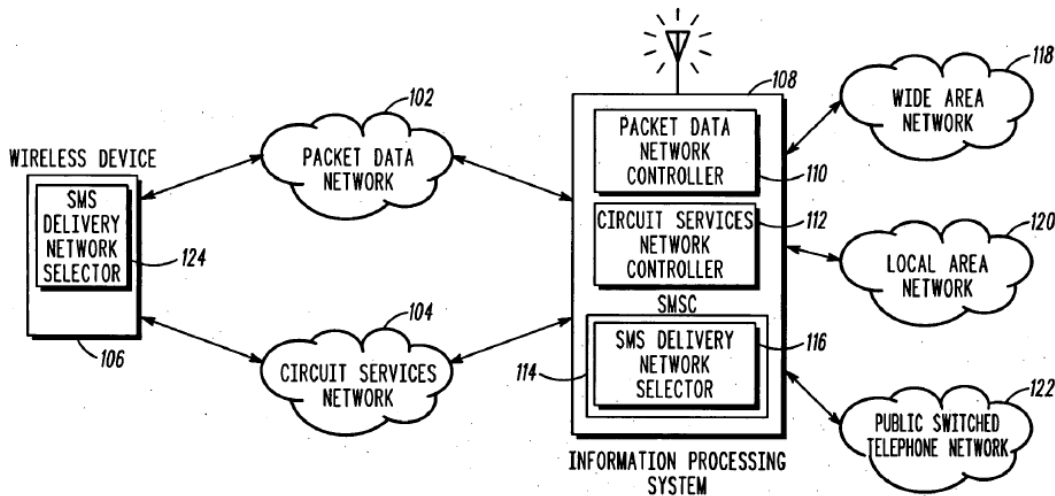 WIRELESS DEVICE
SMS
DELIVERY
NETWORK
SELECTOR
124
106
102
PACKET DATA
NETWORK
104
CIRCUIT SERVICES
NETWORK
108
PACKET DATA
NETWORK
CONTROLLER
110
CIRCUIT SERVICES
NETWORK
CONTROLLER
112
SMSC
114
SMS DELIVERY
NETWORK
SELECTOR
116
INFORMATION PROCESSING
SYSTEM
118
WIDE AREA
NETWORK
120
LOCAL AREA
NETWORK
122
PUBLIC SWITCHED
TELEPHONE NETWORK